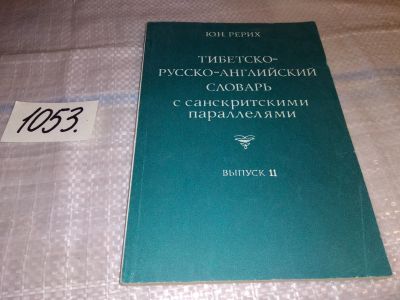 1053.
Ю.Н. РЕРИХ
ТИБЕТСКО-
РУССКО-АНГЛИЙСКИЙ
СЛОВАРЬ
С САНСКРИТСКИМИ
ПАРАЛЛЕЛЯМИ
ВЫПУСК 11